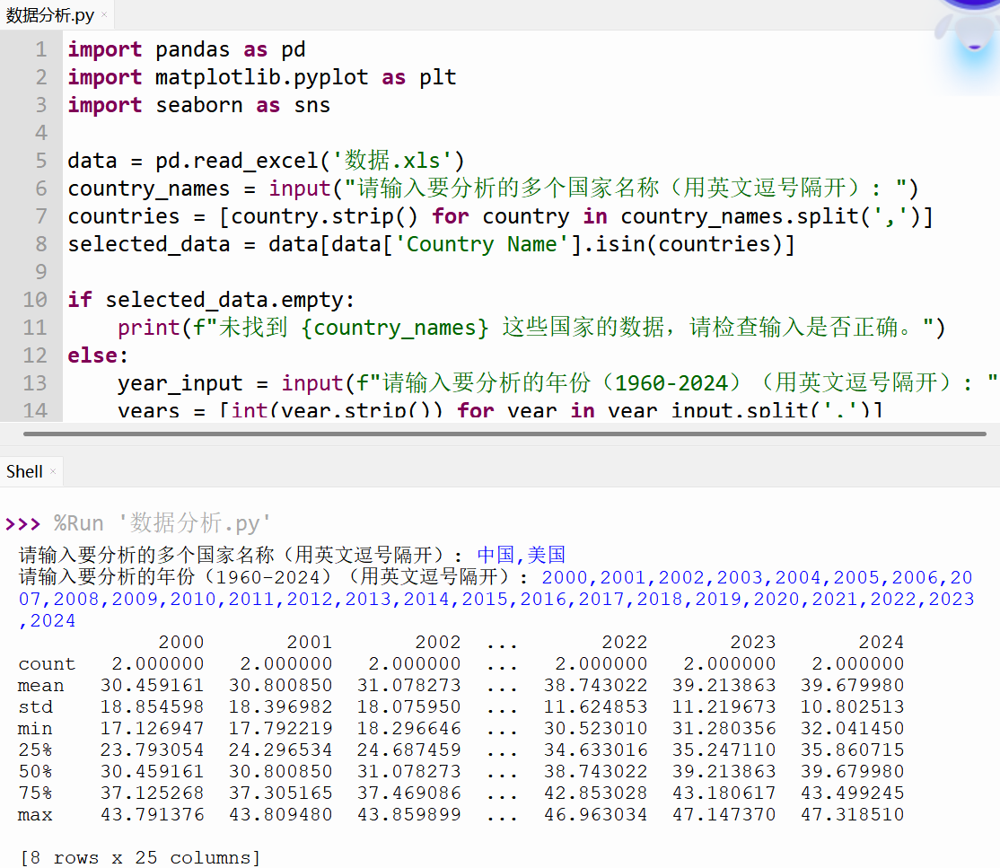 数据分析.py ×
1 import pandas as pd
2 import matplotlib.pyplot as plt
3 import seaborn as sns
4
5 data = pd.read_excel('数据.xls')
6 country_names = input("请输入要分析的多个国家名称（用英文逗号隔开）: ")
7 countries = [country.strip() for country in country_names.split(',')]
8 selected_data = data[data['Country Name'].isin(countries)]
9
10 if selected_data.empty:
11     print(f"未找到 {country_names} 这些国家的数据，请检查输入是否正确。")
12 else:
13     year_input = input(f"请输入要分析的年份（1960-2024）（用英文逗号隔开）: "
14     years = [int(year.strip()) for year in year_input.split(',')]
Shell ×
>>> %Run '数据分析.py'
请输入要分析的多个国家名称（用英文逗号隔开）: 中国,美国
请输入要分析的年份（1960-2024）（用英文逗号隔开）: 2000,2001,2002,2003,2004,2005,2006,20
07,2008,2009,2010,2011,2012,2013,2014,2015,2016,2017,2018,2019,2020,2021,2022,2023
,2024
2000 2001 2002 ... 2022 2023 2024
count 2.000000 2.000000 2.000000 ... 2.000000 2.000000 2.000000
mean 30.459161 30.800850 31.078273 ... 38.743022 39.213863 39.679980
std 18.854598 18.396982 18.075950 ... 11.624853 11.219673 10.802513
min 17.126947 17.792219 18.296646 ... 30.523010 31.280356 32.041450
25% 23.793054 24.296534 24.687459 ... 34.633016 35.247110 35.860715
50% 30.459161 30.800850 31.078273 ... 38.743022 39.213863 39.679980
75% 37.125268 37.305165 37.469086 ... 42.853028 43.180617 43.499245
max 43.791376 43.809480 43.859899 ... 46.963034 47.147370 47.318510
[8 rows x 25 columns]